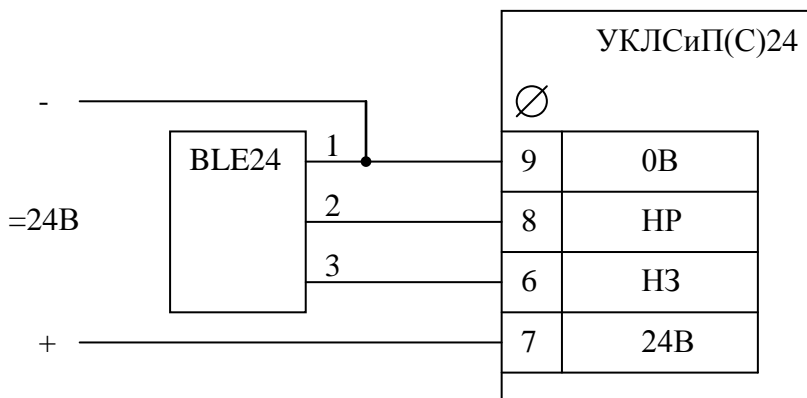 УКЛСиП(С)24
-
BLE24 1 9 0В
=24В 2 8 НР
3 6 НЗ
+ 7 24В